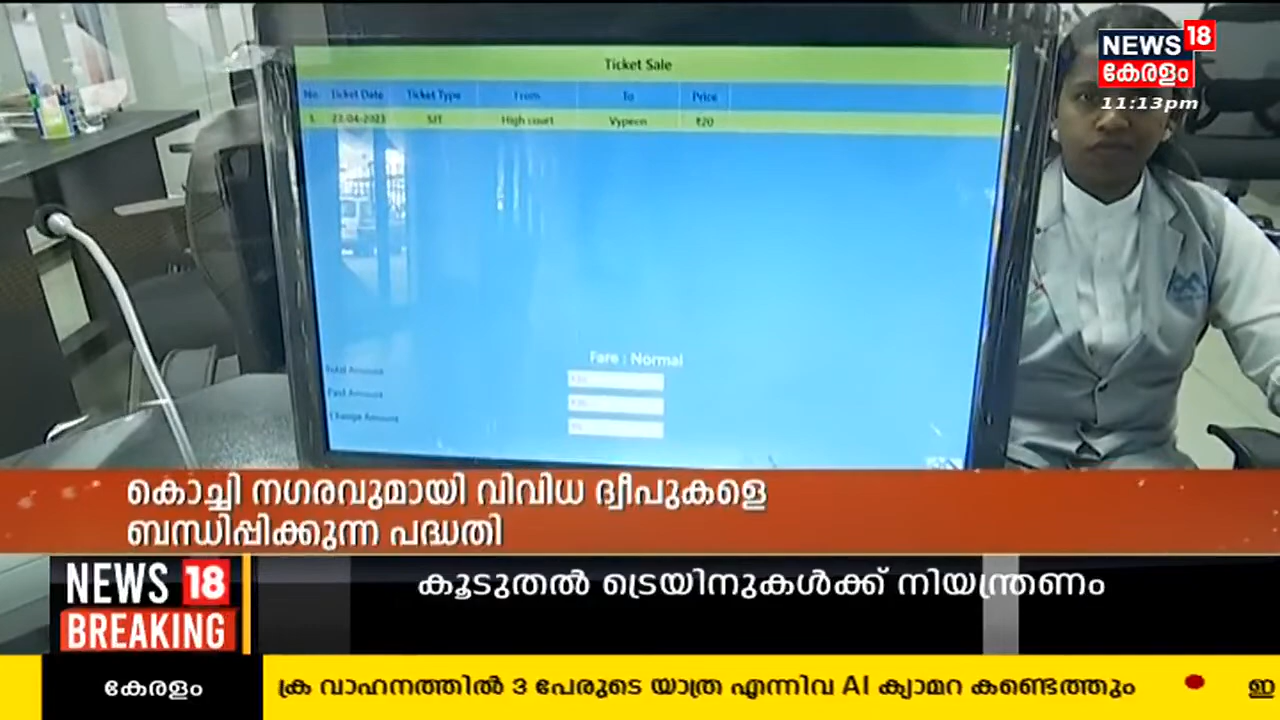 NEWS 18
കേരളം
11:13pm
Ticket Sale
No Ticket Date Ticket Type From To Price
1 22-04-2023 SJT High court Vypeen ₹20
Fare : Normal
Total Amount
Paid Amount
Change Amount
കൊച്ചി നഗരവുമായി വിവിധ ദ്വീപുകളെ
ബന്ധിപ്പിക്കുന്ന പദ്ധതി
NEWS 18
BREAKING
കൂടുതൽ ട്രെയിനുകൾക്ക് നിയന്ത്രണം
കേരളം
ക്ര വാഹനത്തിൽ 3 പേരുടെ യാത്ര എന്നിവ AI ക്യാമറ കണ്ടെത്തും ഇ